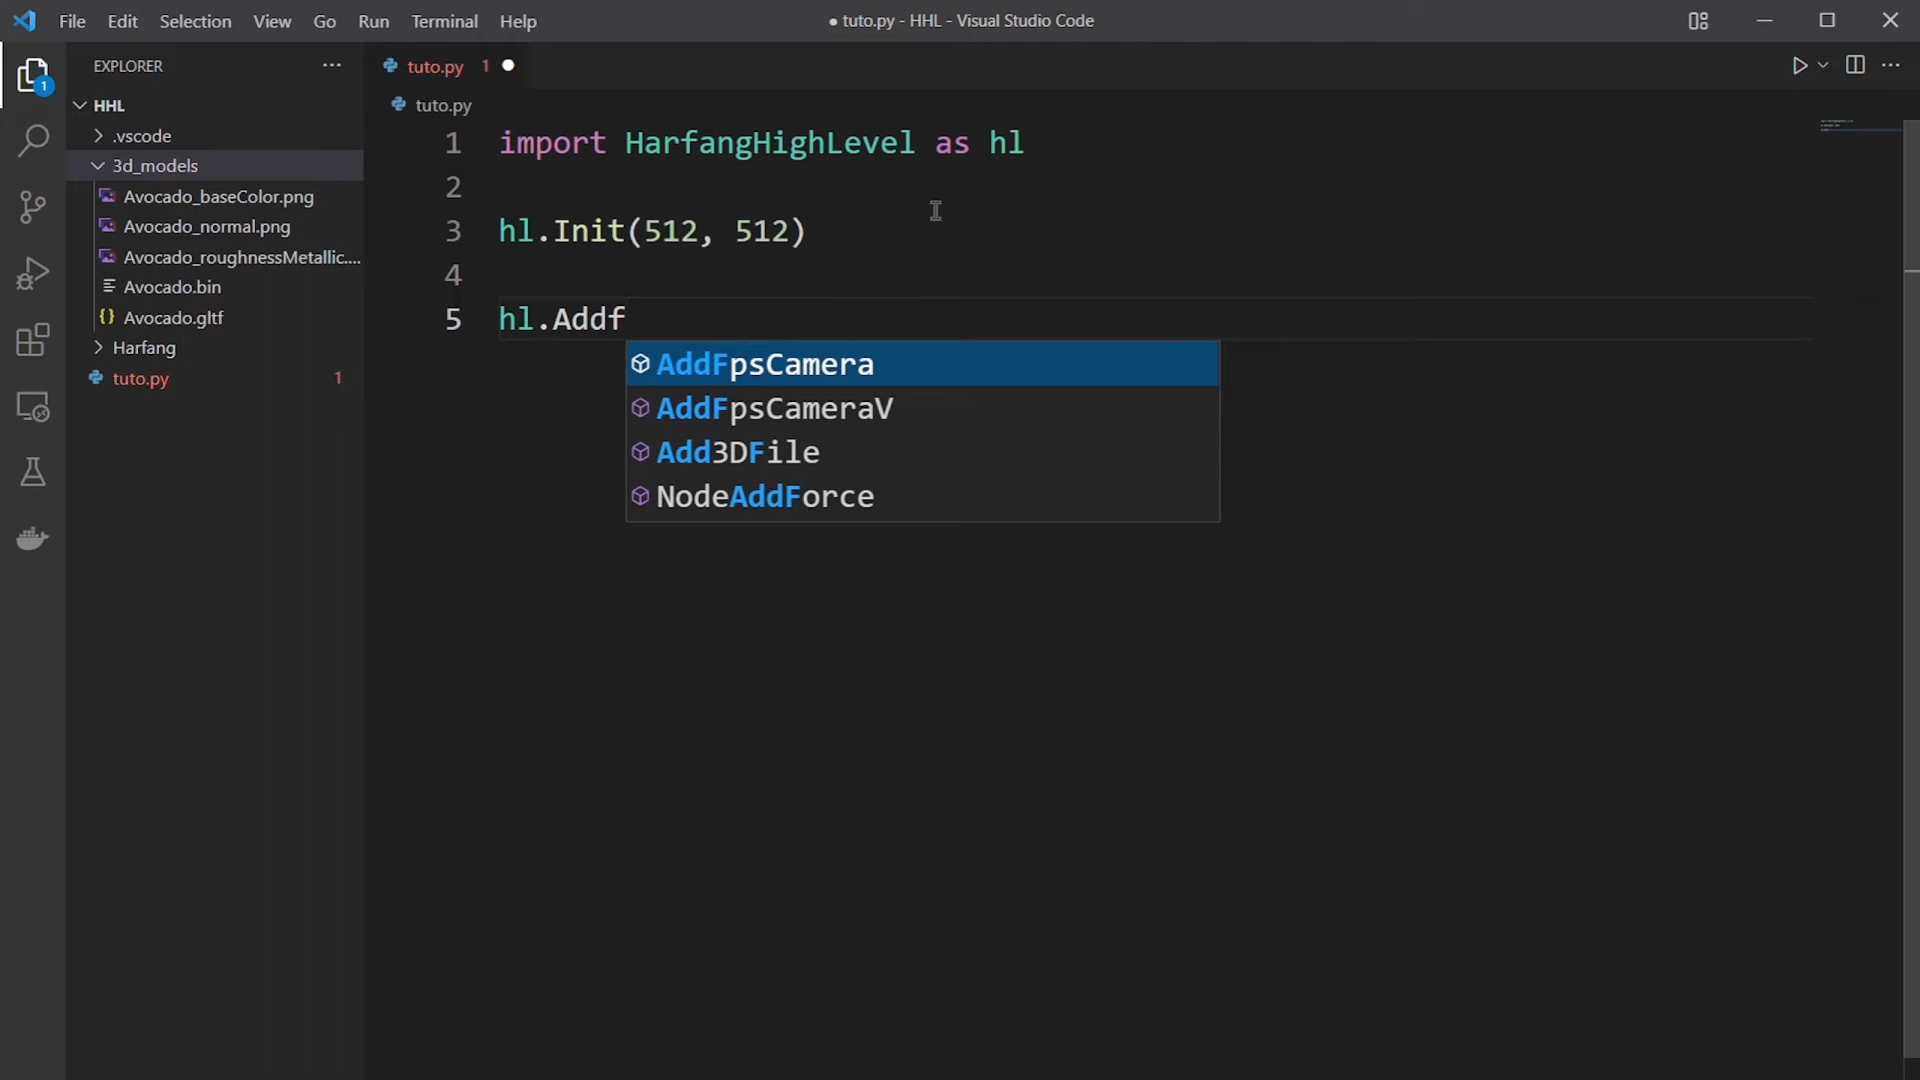 File Edit Selection View Go Run Terminal Help
● tuto.py - HHL - Visual Studio Code
EXPLORER
1
HHL
.vscode
3d_models
Avocado_baseColor.png
Avocado_normal.png
Avocado_roughnessMetallic....
Avocado.bin
Avocado.gltf
Harfang
tuto.py 1
tuto.py 1
tuto.py
1 import HarfangHighLevel as hl
2
3 hl.Init(512, 512)
4
5 hl.Addf
AddFpsCamera
AddFpsCameraV
Add3DFile
NodeAddForce